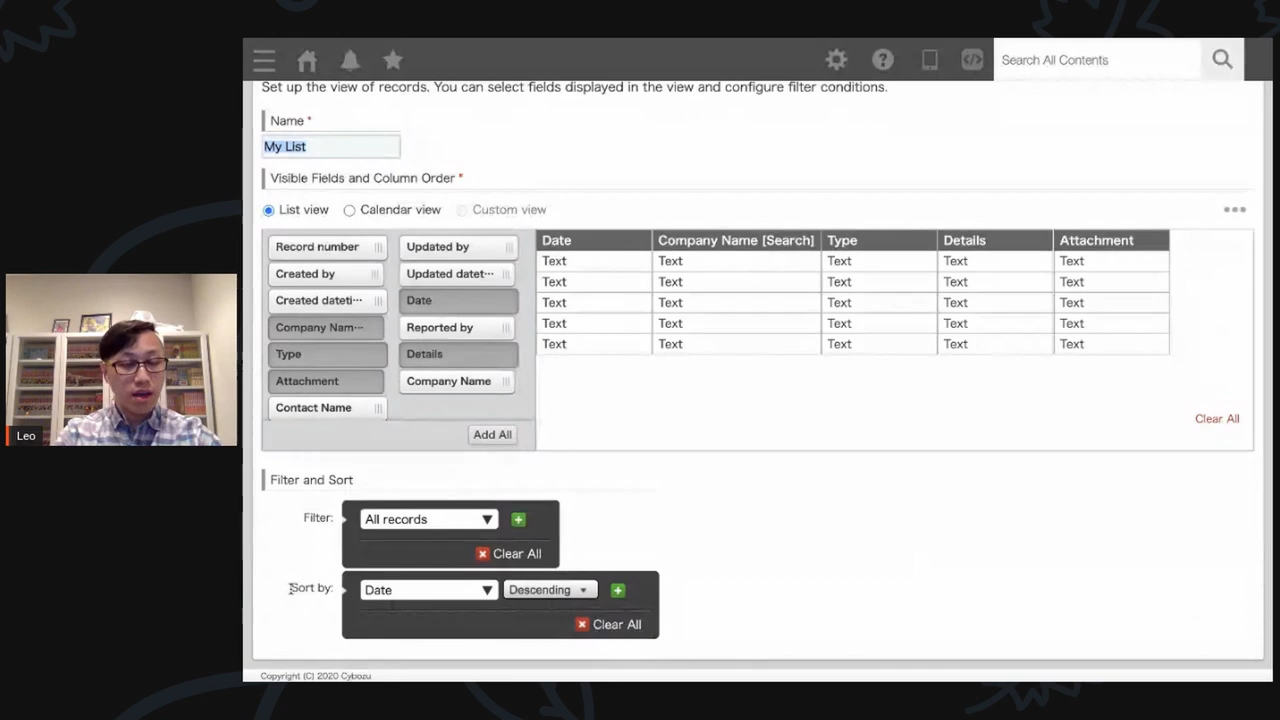 Search All Contents
Set up the view of records. You can select fields displayed in the view and configure filter conditions.
Name *
My List
Visible Fields and Column Order *
List view Calendar view Custom view
Record number Updated by
Created by Updated datet···
Created dateti··· Date
Company Nam··· Reported by
Type Details
Attachment Company Name
Contact Name
Add All
Date Company Name [Search] Type Details Attachment
Text Text Text Text Text
Text Text Text Text Text
Text Text Text Text Text
Text Text Text Text Text
Text Text Text Text Text
Clear All
Leo
Filter and Sort
Filter: All records
Clear All
Sort by: Date Descending
Clear All
Copyright (C) 2020 Cybozu